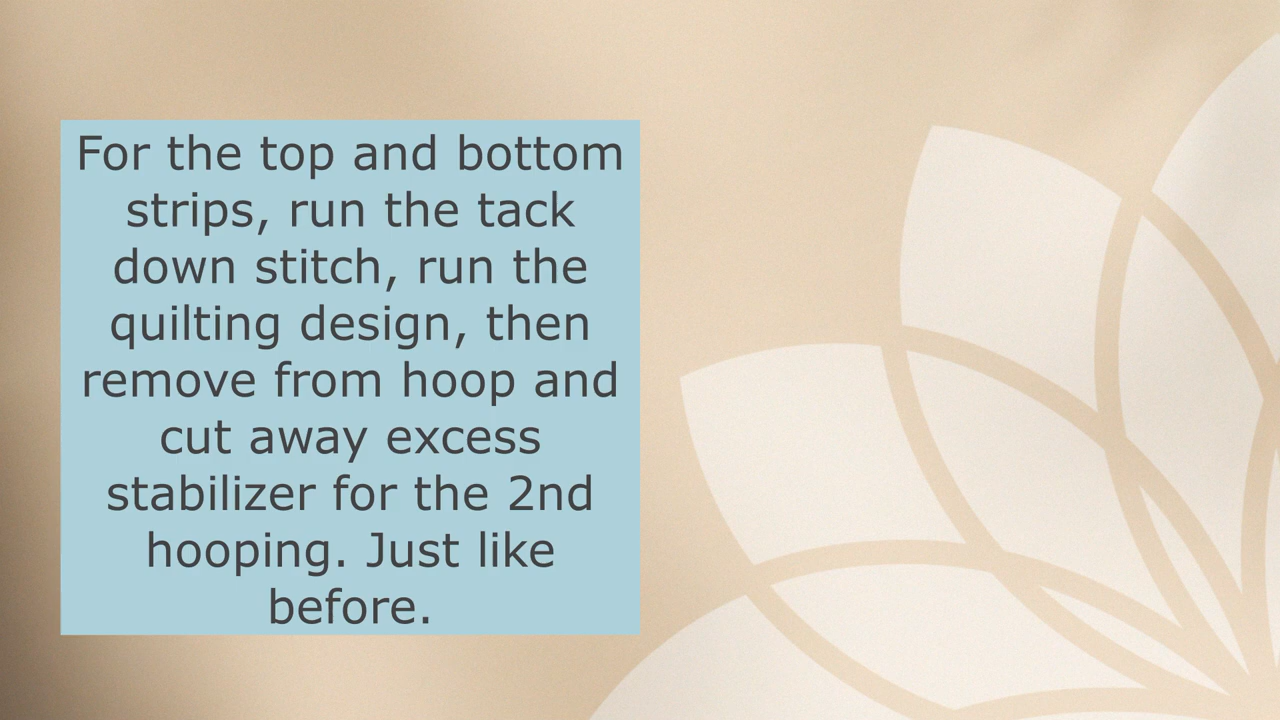 For the top and bottom
strips, run the tack
down stitch, run the
quilting design, then
remove from hoop and
cut away excess
stabilizer for the 2nd
hooping. Just like
before.